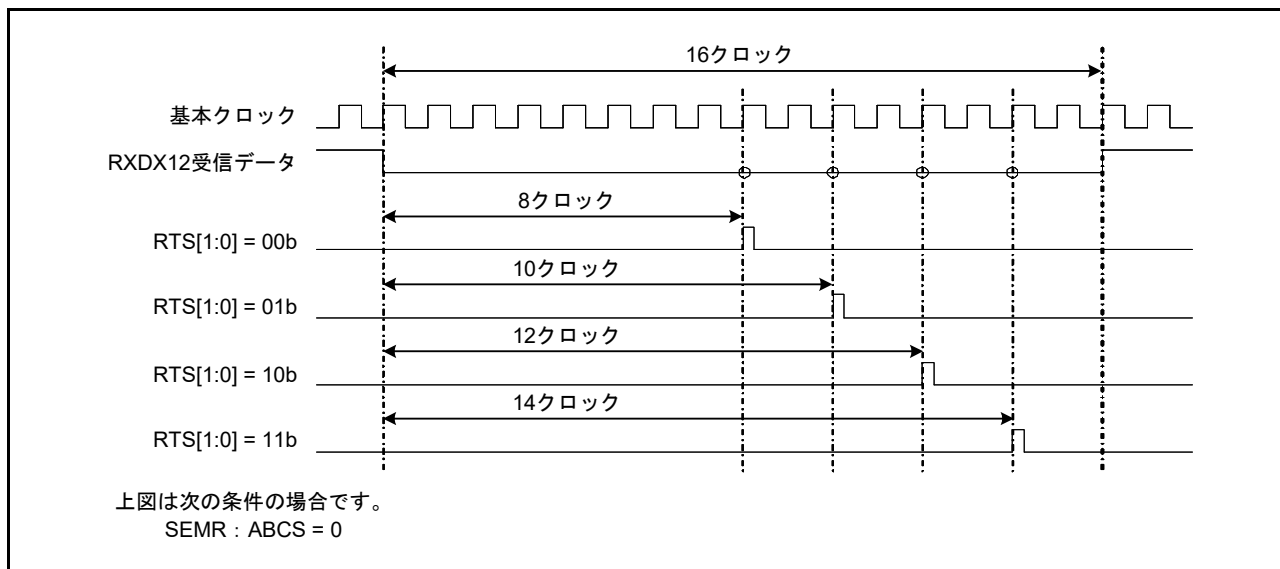 16クロック
基本クロック
RXDX12受信データ
8クロック
RTS[1:0] = 00b
10クロック
RTS[1:0] = 01b
12クロック
RTS[1:0] = 10b
14クロック
RTS[1:0] = 11b
上図は次の条件の場合です。
SEMR：ABCS = 0